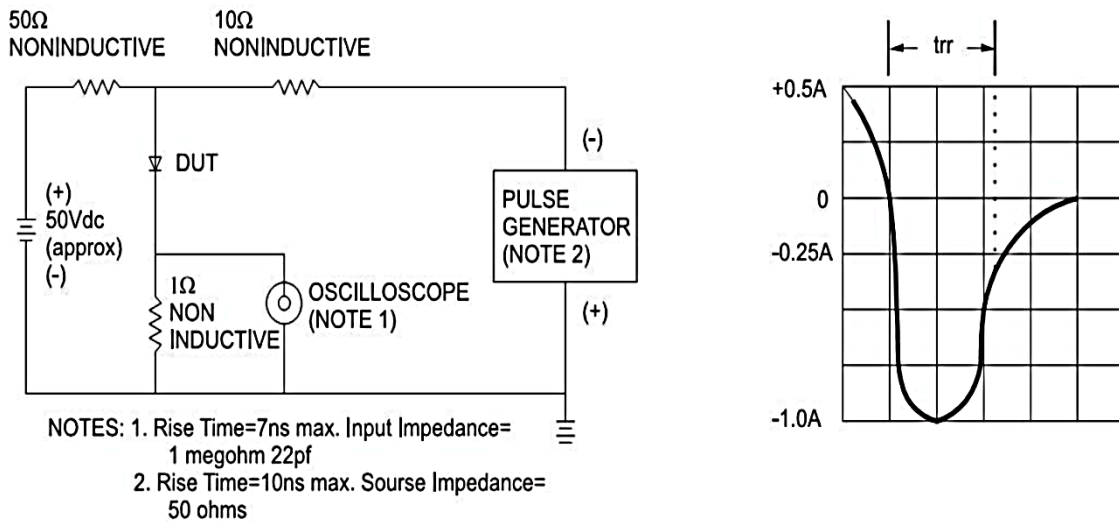 50Ω
NONINDUCTIVE
10Ω
NONINDUCTIVE
DUT
(+)
50Vdc
(approx)
(-)
1Ω
NON
INDUCTIVE
OSCILLOSCOPE
(NOTE 1)
(-)
PULSE
GENERATOR
(NOTE 2)
(+)
NOTES: 1. Rise Time=7ns max. Input Impedance=
1 megohm 22pf
2. Rise Time=10ns max. Sourse Impedance=
50 ohms
trr
+0.5A
0
-0.25A
-1.0A